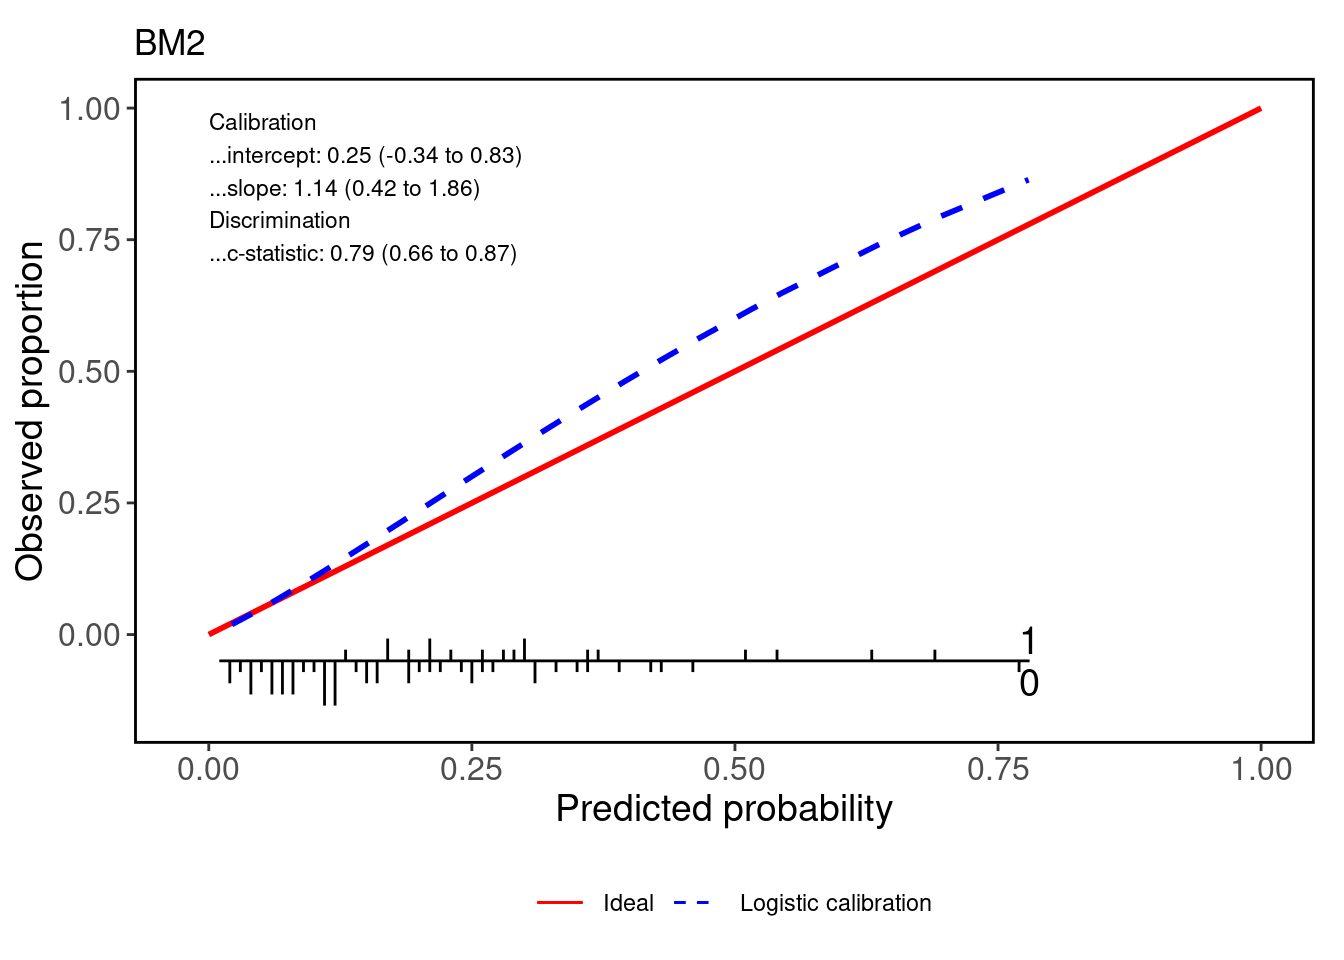 BM2
Calibration
...intercept: 0.25 (-0.34 to 0.83)
...slope: 1.14 (0.42 to 1.86)
Discrimination
...c-statistic: 0.79 (0.66 to 0.87)
Observed proportion
1.00
0.75
0.50
0.25
0.00
1
0
0.00 0.25 0.50 0.75 1.00
Predicted probability
Ideal Logistic calibration